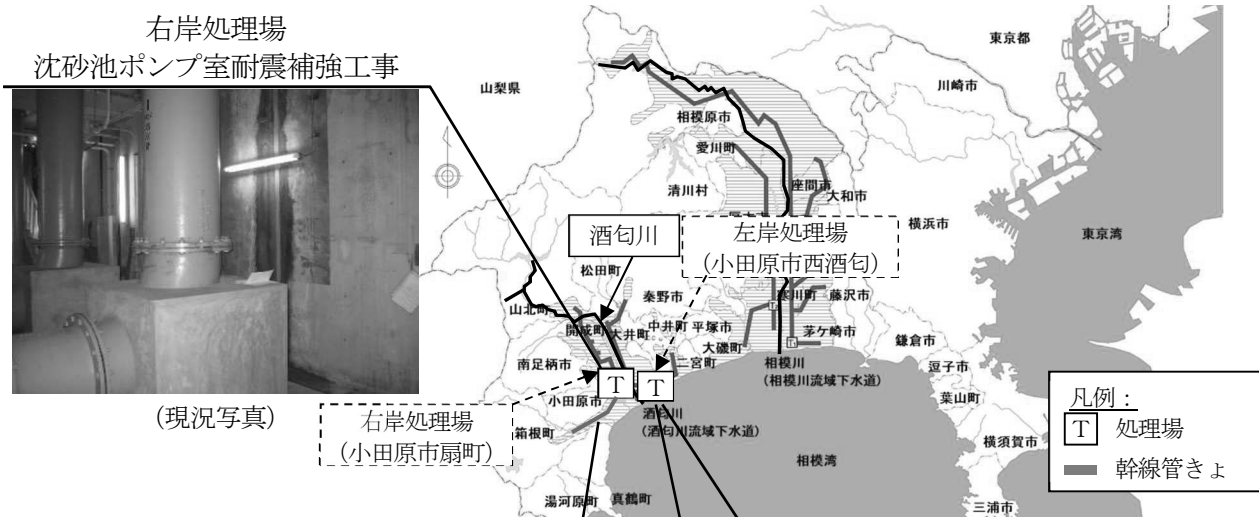 右岸処理場
沈砂池ポンプ室耐震補強工事
(現況写真)
東京都
山梨県
川崎市
相模原市
愛川町
清川村
座間市
大和市
横浜市
東京湾
酒匂川
左岸処理場
(小田原市西酒匂)
松田町
秦野市
寒川町
藤沢市
山北町
開成町
大井町
中井町
平塚市
茅ケ崎市
鎌倉市
南足柄市
大磯町
二宮町
相模川
(相模川流域下水道)
逗子市
葉山町
T
T
小田原市
酒匂川
(酒匂川流域下水道)
右岸処理場
(小田原市扇町)
箱根町
横須賀市
相模湾
湯河原町
真鶴町
三浦市
凡例:
T 処理場
幹線管きょ